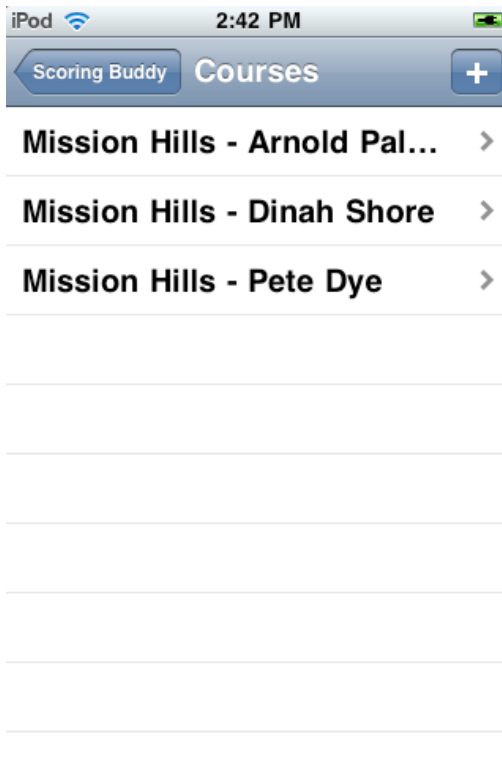 iPod 2:42 PM
Scoring Buddy Courses +
Mission Hills - Arnold Pal...
Mission Hills - Dinah Shore
Mission Hills - Pete Dye